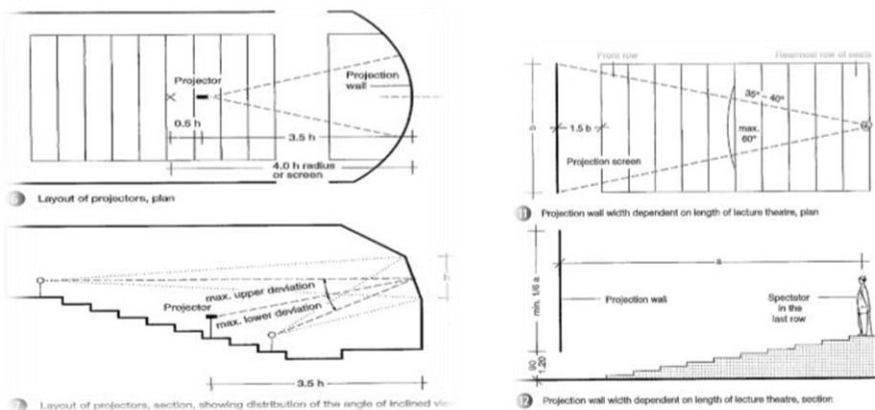 Projector
Projection
wall
0.5 h
3.5 h
4.0 h radius
or screen
Layout of projectors, plan
max. upper deviation
Projector
max. lower deviation
3.5 h
Layout of projectors, section, showing distribution of the angle of inclined
Front row
Rearmost row of seats
35° - 40°
1.5 b
max.
60°
Projection screen
11 Projection wall width dependent on length of lecture theatre, plan
min. 1/6 a
Projection wall
Spectator
in the
last row
90
1.20
12 Projection wall width dependent on length of lecture theatre, section